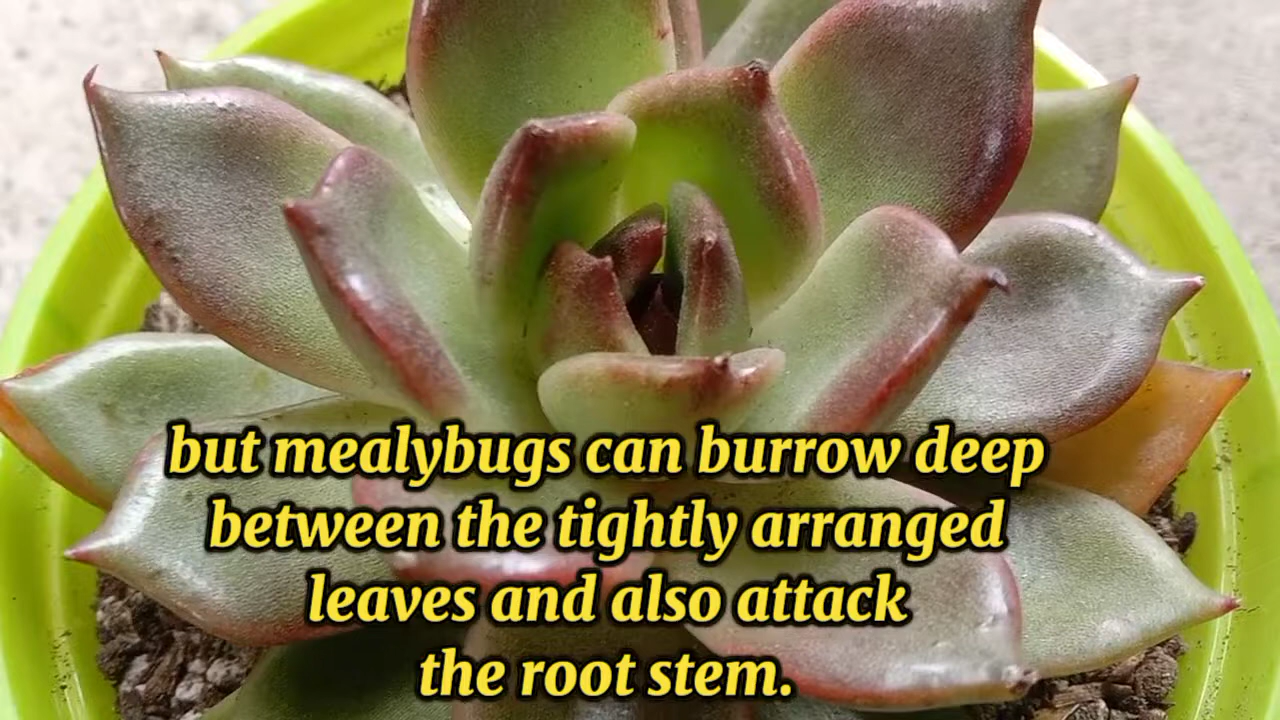 but mealybugs can burrow deep
between the tightly arranged
leaves and also attack
the root stem.